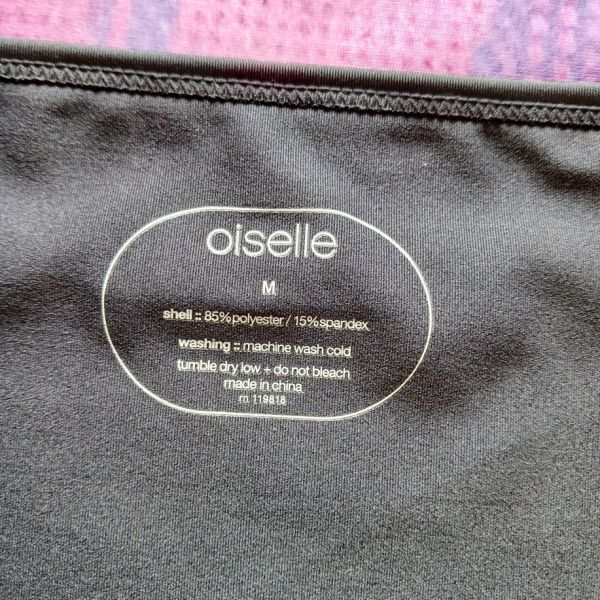 oiselle
M
shell :: 85% polyester / 15% spandex
washing :: machine wash cold
tumble dry low + do not bleach
made in china
rn 119818